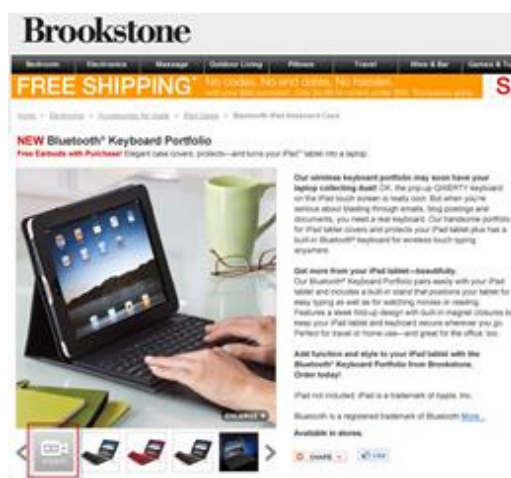 Brookstone
Bedroom Electronics Massage Outdoor Living Pillows Travel Wine & Bar Games &
FREE SHIPPING* No codes. No end dates. No hassles.
Home > Electronics > Accessories for Apple > iPad Cases > Bluetooth iPad Keyboard Case
NEW Bluetooth® Keyboard Portfolio
Free Earbuds with Purchase! Elegant case covers, protects—and turns your iPad™ tablet into a laptop.
Our wireless keyboard portfolio may soon have your
laptop collecting dust! OK, the pop-up QWERTY keyboard
on the iPad touch screen is really cool. But when you're
serious about blasting through emails, blog postings and
documents, you need a real keyboard. Our handsome portfolio
for iPad tablet covers and protects your iPad tablet plus has a
built-in Bluetooth® keyboard for wireless touch typing
anywhere.
Get more from your iPad tablet—beautifully.
Our Bluetooth® Keyboard Portfolio pairs easily with your iPad
tablet and includes a built-in stand that positions your tablet for
easy typing as well as for watching movies or reading.
Features a sleek fold-up design with built-in magnet closures to
keep your iPad tablet and keyboard secure wherever you go.
Perfect for travel or home use—and great for the office, too.
Add function and style to your iPad tablet with the
Bluetooth® Keyboard Portfolio from Brookstone.
Order today!
iPad not included. iPad is a trademark of Apple, Inc.
Bluetooth is a registered trademark of Bluetooth More...
Available in stores.
ENLARGE
SHARE Like